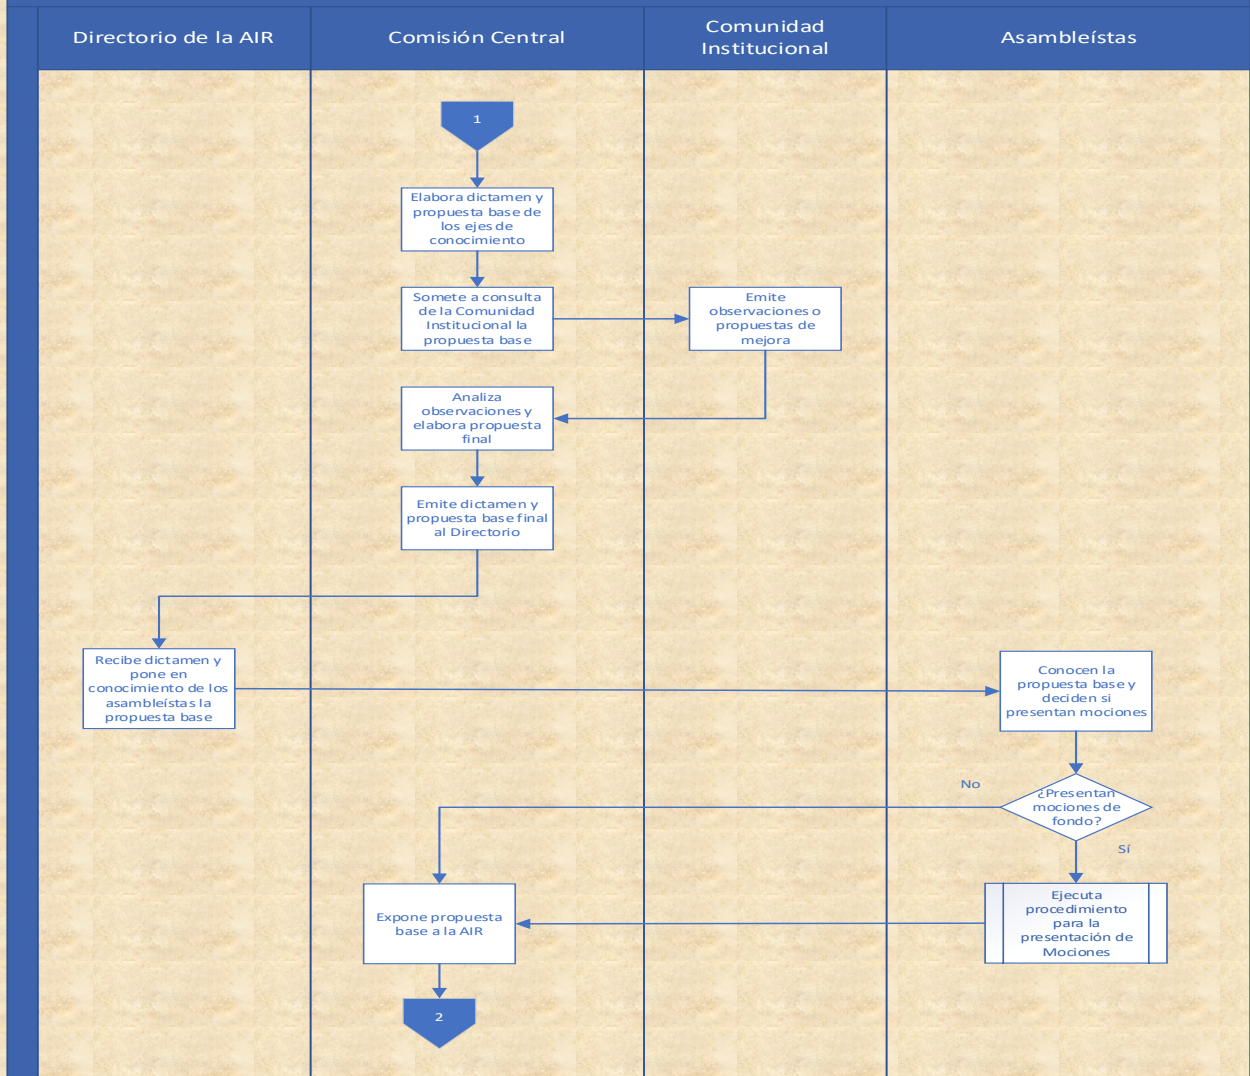 Directorio de la AIR
Comisión Central
Comunidad
Institucional
Asambleístas
1
Elabora dictamen y
propuesta base de
los ejes de
conocimiento
Somete a consulta
de la Comunidad
Institucional la
propuesta base
Emite
observaciones o
propuestas de
mejora
Analiza
observaciones y
elabora propuesta
final
Emite dictamen y
propuesta base final
al Directorio
Recibe dictamen y
pone en
conocimiento de los
asambleístas la
propuesta base
Conocen la
propuesta base y
deciden si
presentan mociones
¿Presentan
mociones de
fondo?
No
Sí
Ejecuta
procedimiento
para la
presentación de
Mociones
Expone propuesta
base a la AIR
2